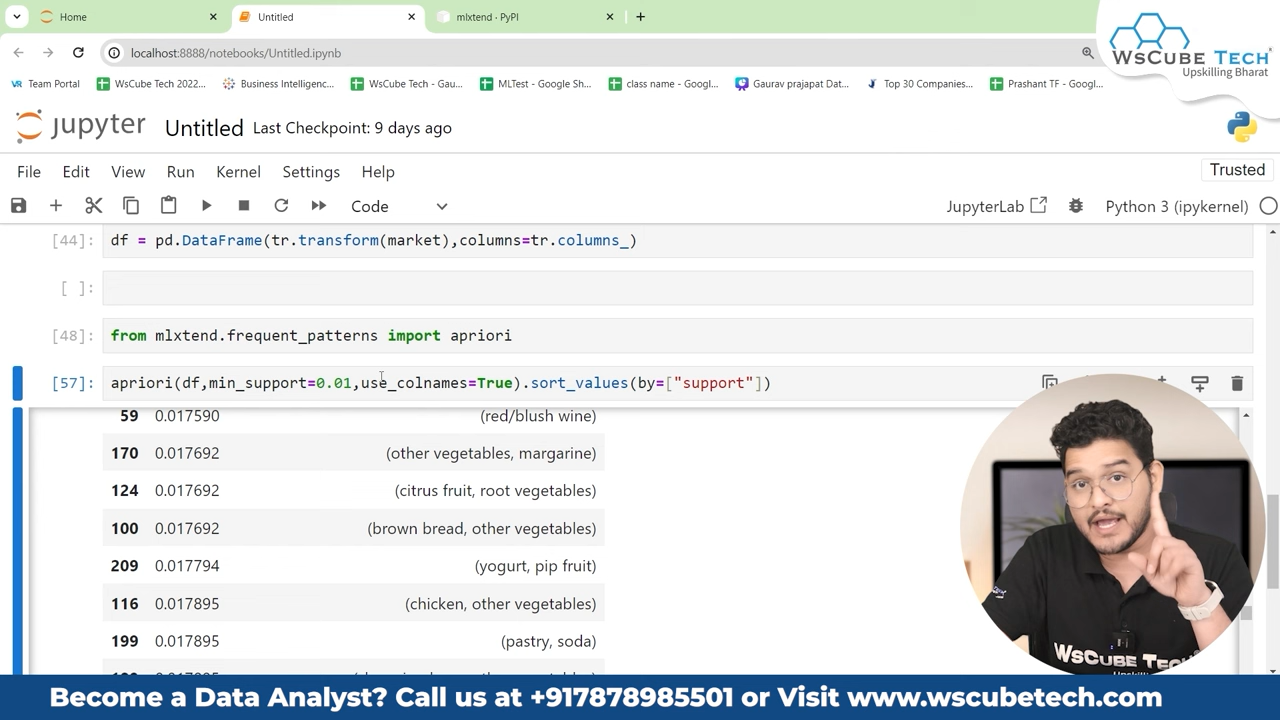 Home
Untitled
mlxtend · PyPI
localhost:8888/notebooks/Untitled.ipynb
WsCube Tech
Upskilling Bharat
Team Portal
WsCube Tech 2022...
Business Intelligenc...
WsCube Tech - Gau...
MLTest - Google Sh...
class name - Googl...
Gaurav prajapat Dat...
Top 30 Companies...
Prashant TF - Googl...
jupyter Untitled Last Checkpoint: 9 days ago
File Edit View Run Kernel Settings Help
Trusted
Code
JupyterLab
Python 3 (ipykernel)
[44]: df = pd.DataFrame(tr.transform(market),columns=tr.columns_)
[ ]:
[48]: from mlxtend.frequent_patterns import apriori
[57]: apriori(df,min_support=0.01,use_colnames=True).sort_values(by=["support"])
59 0.017590 (red/blush wine)
170 0.017692 (other vegetables, margarine)
124 0.017692 (citrus fruit, root vegetables)
100 0.017692 (brown bread, other vegetables)
209 0.017794 (yogurt, pip fruit)
116 0.017895 (chicken, other vegetables)
199 0.017895 (pastry, soda)
WsCube Tech
Become a Data Analyst? Call us at +917878985501 or Visit www.wscubetech.com